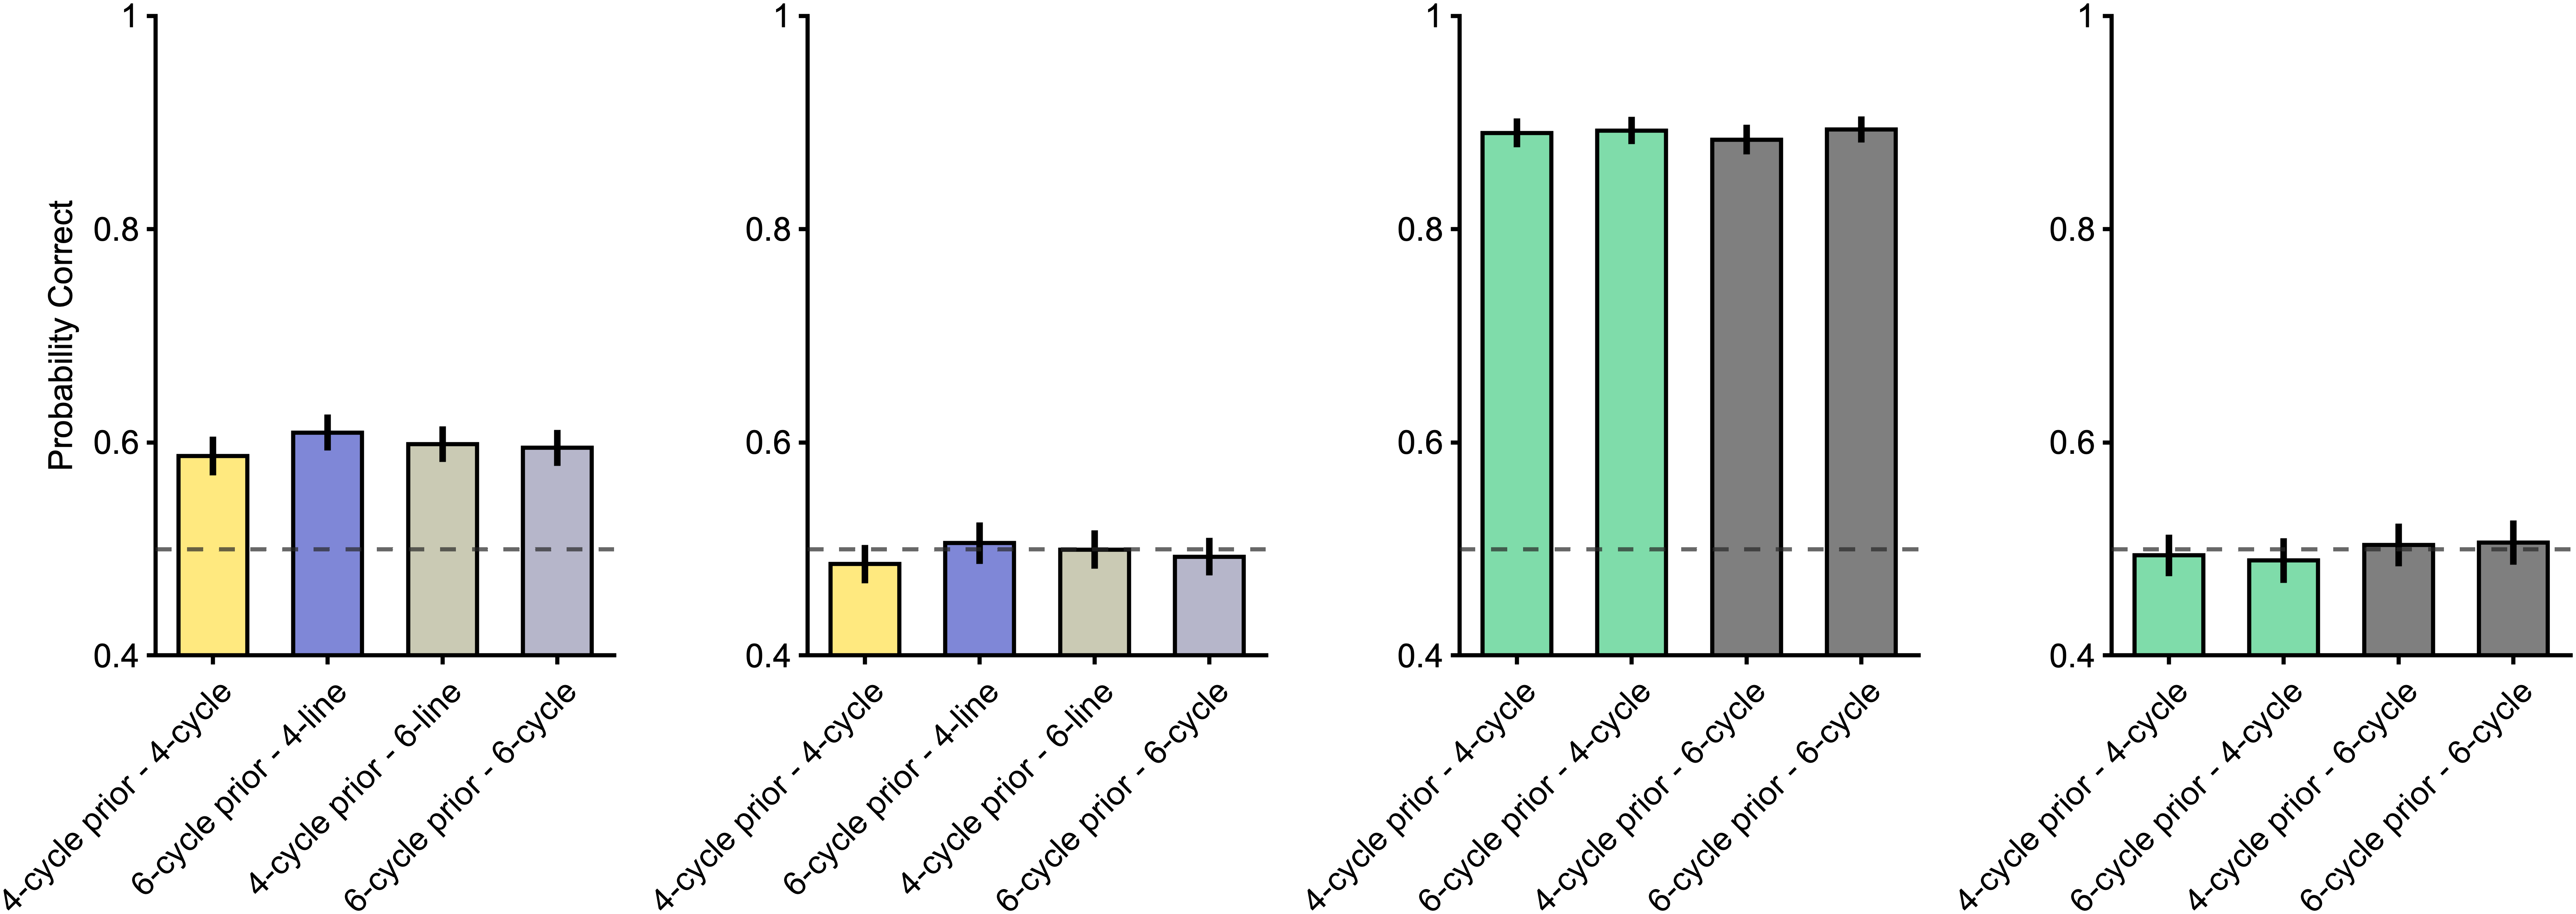 Probability Correct
1
0.8
0.6
0.4
4-cycle prior - 4-cycle
6-cycle prior - 4-line
4-cycle prior - 6-line
6-cycle prior - 6-cycle
1
0.8
0.6
0.4
4-cycle prior - 4-cycle
6-cycle prior - 4-line
4-cycle prior - 6-line
6-cycle prior - 6-cycle
1
0.8
0.6
0.4
4-cycle prior - 4-cycle
6-cycle prior - 4-cycle
4-cycle prior - 6-cycle
6-cycle prior - 6-cycle
1
0.8
0.6
0.4
4-cycle prior - 4-cycle
6-cycle prior - 4-cycle
4-cycle prior - 6-cycle
6-cycle prior - 6-cycle